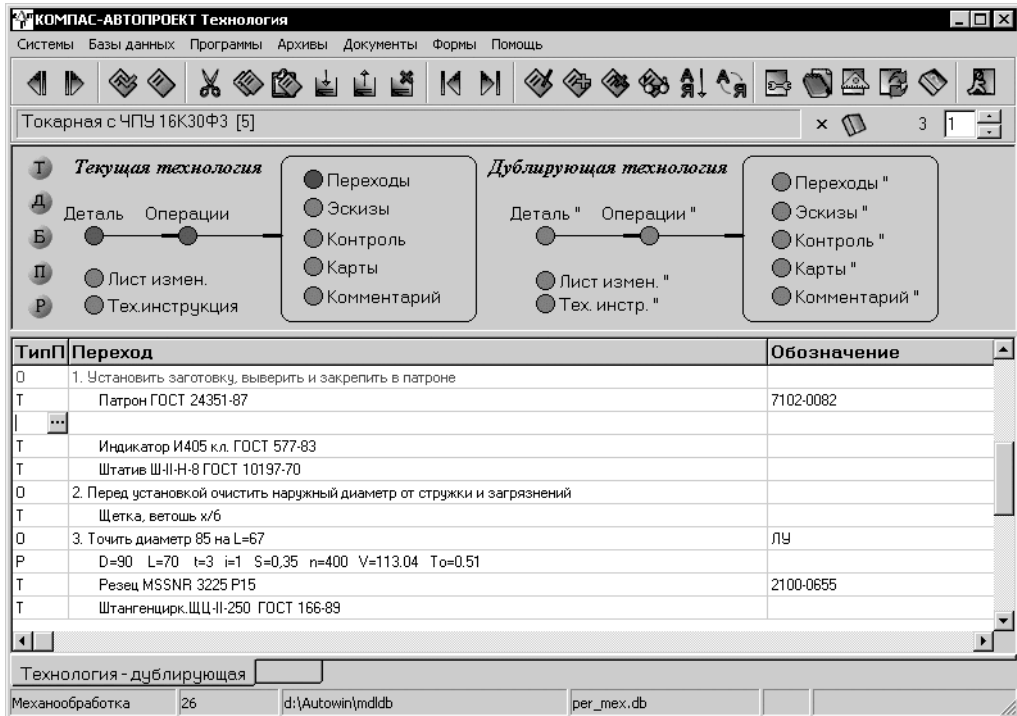 КОМПАС-АВТОПРОЕКТ Технология
Системы Базы данных Программы Архивы Документы Формы Помощь
Токарная с ЧПУ 16К30Ф3 [5] 3 1
Т Текущая технология Переходы Дублирующая технология Переходы "
Д Деталь Операции Эскизы Деталь " Операции " Эскизы "
Б Контроль Контроль "
П Лист измен. Карты Лист измен. " Карты "
Р Тех.инструкция Комментарий Тех. инстр. " Комментарий "
ТипП Переход Обозначение
О 1. Установить заготовку, выверить и закрепить в патроне
Т Патрон ГОСТ 24351-87 7102-0082
...
Т Индикатор И405 кл. ГОСТ 577-83
Т Штатив Ш-II-Н-8 ГОСТ 10197-70
О 2. Перед установкой очистить наружный диаметр от стружки и загрязнений
Т Щетка, ветошь х/б
О 3. Точить диаметр 85 на L=67 ЛУ
Р D=90 L=70 t=3 i=1 S=0,35 n=400 V=113.04 To=0.51
Т Резец MSSNR 3225 P15 2100-0655
Т Штангенцирк.ШЦ-II-250 ГОСТ 166-89
Технология - дублирующая
Механообработка 26 d:\Autowin\mdldb per_mex.db